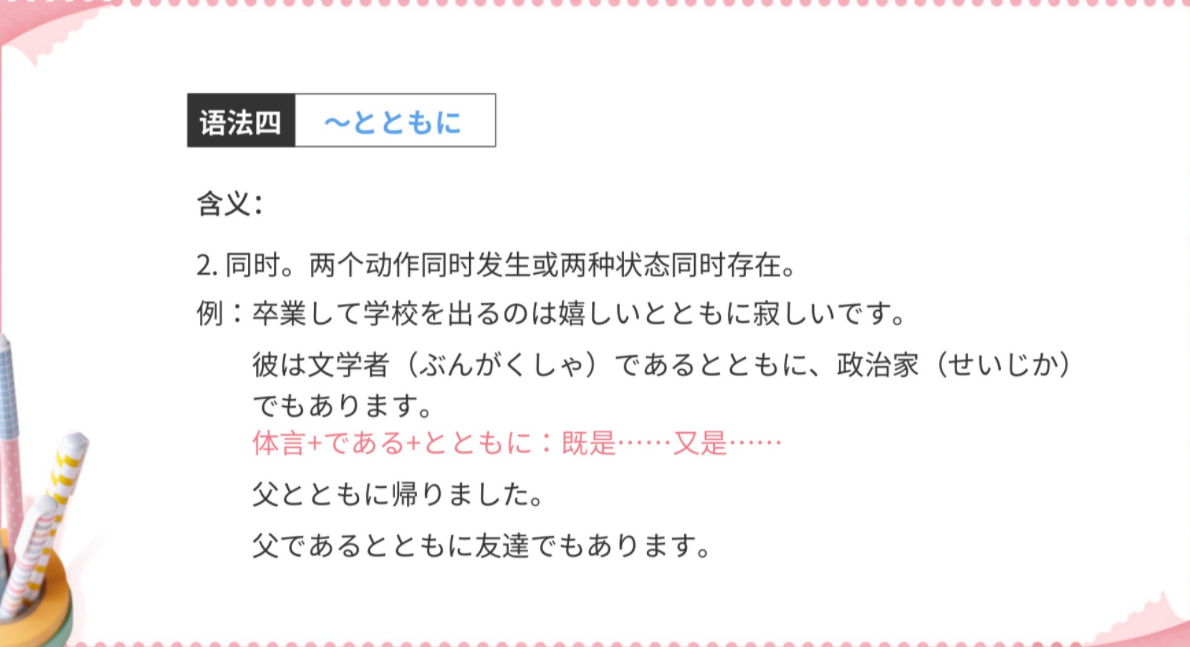 语法四 ～とともに
含义：
2. 同时。两个动作同时发生或两种状态同时存在。
例：卒業して学校を出るのは嬉しいとともに寂しいです。
彼は文学者（ぶんがくしゃ）であるとともに、政治家（せいじか）
でもあります。
体言+である+とともに：既是……又是……
父とともに帰りました。
父であるとともに友達でもあります。